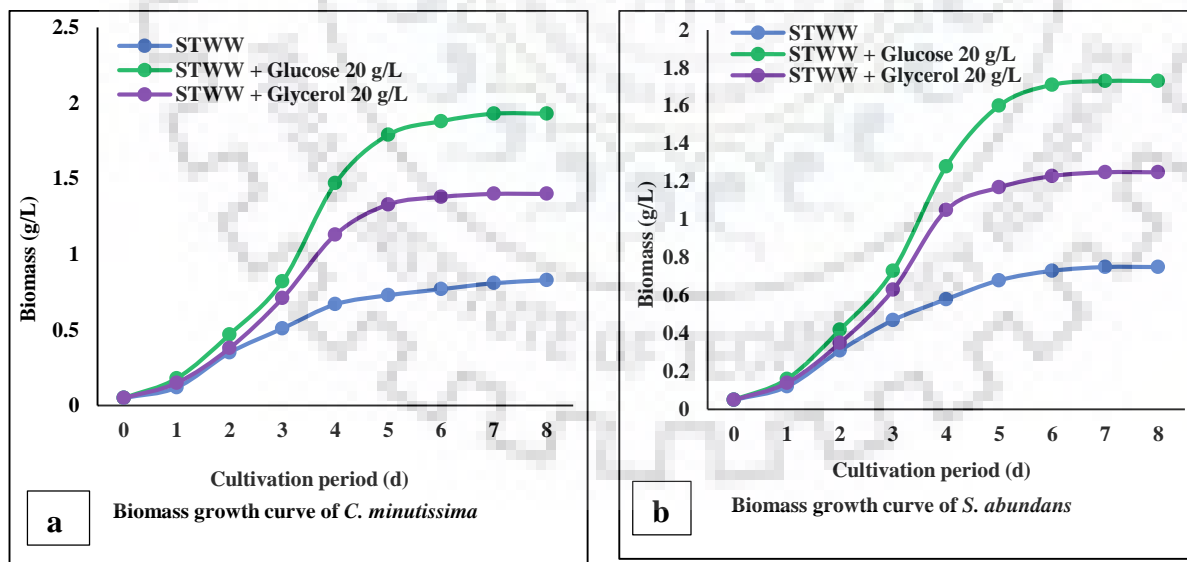 2.5
2
1.5
1
0.5
0
Biomass (g/L)
STWW
STWW + Glucose 20 g/L
STWW + Glycerol 20 g/L
0 1 2 3 4 5 6 7 8
Cultivation period (d)
a
Biomass growth curve of C. minutissima
2
1.8
1.6
1.4
1.2
1
0.8
0.6
0.4
0.2
0
Biomass (g/L)
STWW
STWW + Glucose 20 g/L
STWW + Glycerol 20 g/L
0 1 2 3 4 5 6 7 8
Cultivation period (d)
b
Biomass growth curve of S. abundans